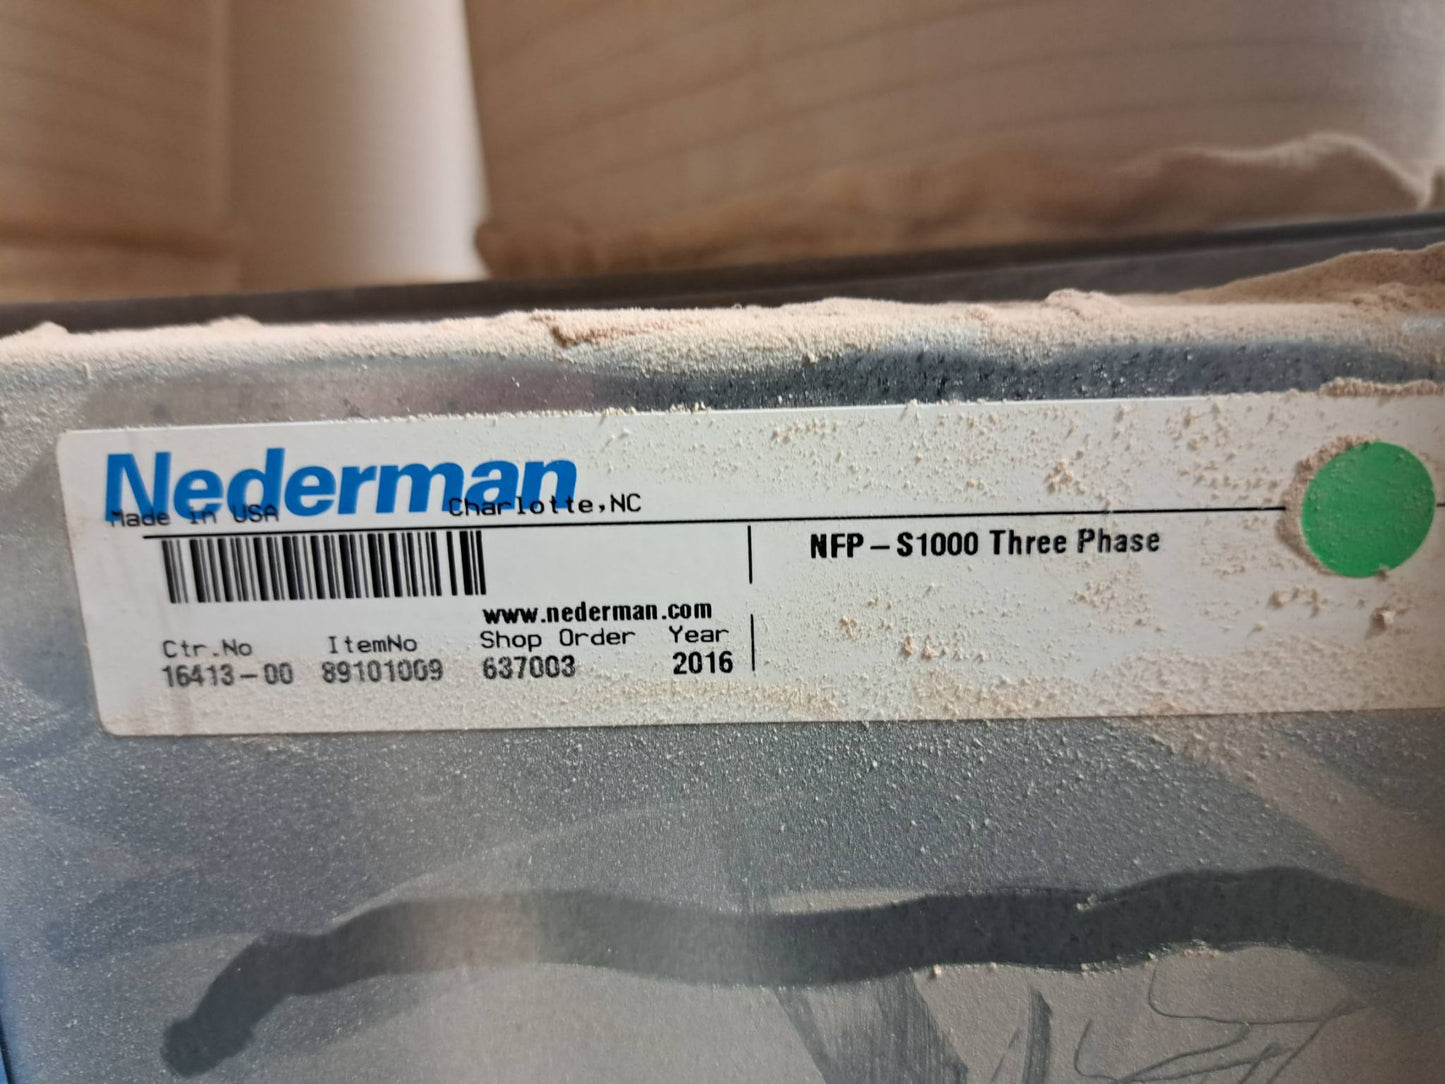 Nederman
Made in USA Charlotte,NC
NFP-S1000 Three Phase
www.nederman.com
Ctr.No ItemNo Shop Order Year
16413-00 89101009 637003 2016